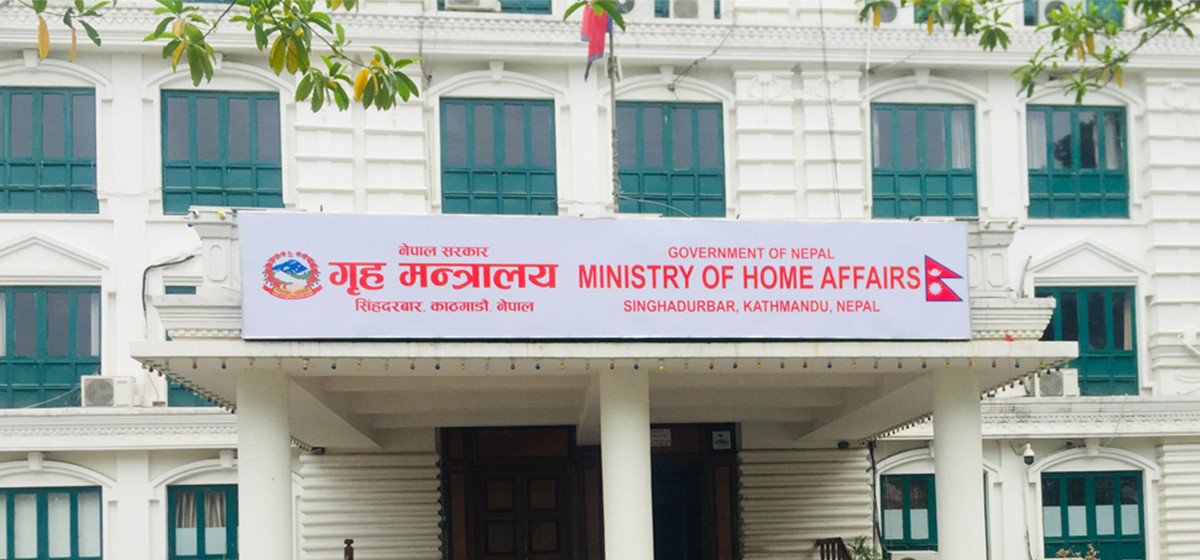 नेपाल सरकार
गृह मन्त्रालय
सिंहदरबार, काठमाडौं, नेपाल
GOVERNMENT OF NEPAL
MINISTRY OF HOME AFFAIRS
SINGHADURBAR, KATHMANDU, NEPAL